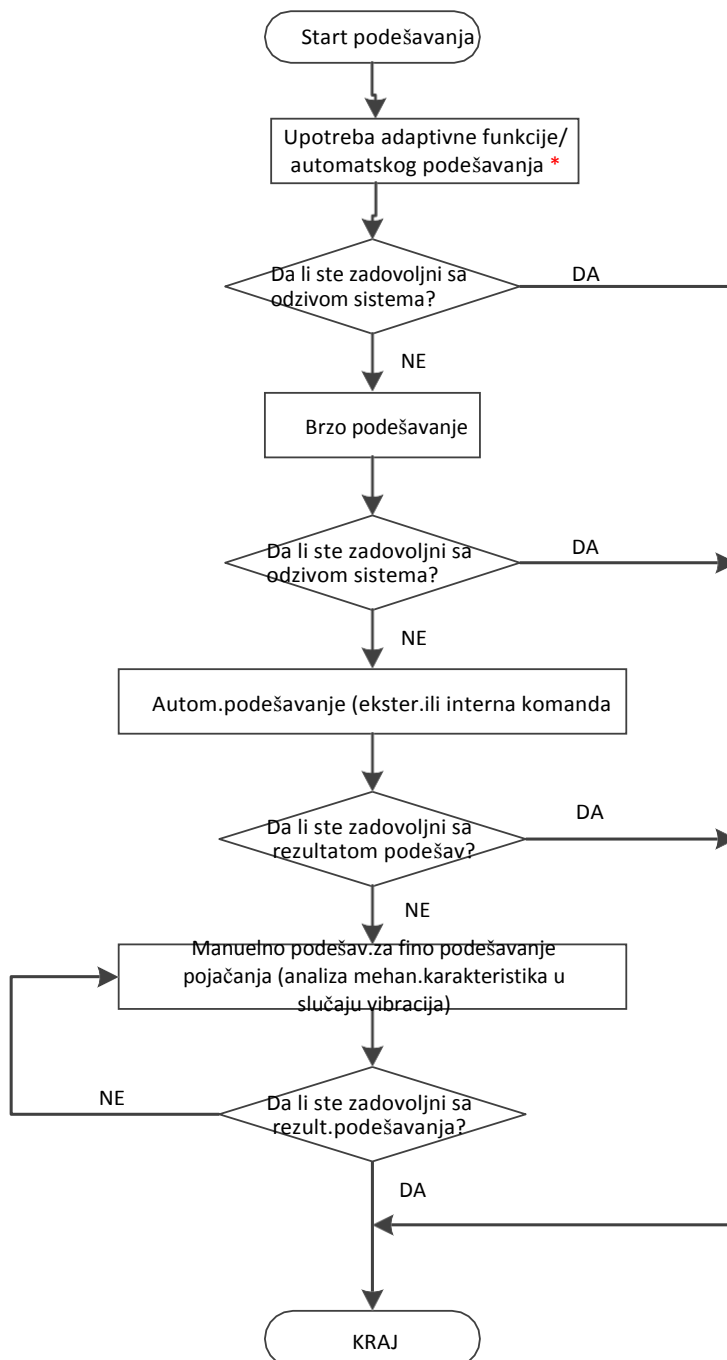 Start podešavanja
Upotreba adaptivne funkcije/
automatskog podešavanja *
Da li ste zadovoljni sa
odzivom sistema?
DA
NE
Brzo podešavanje
Da li ste zadovoljni sa
odzivom sistema?
DA
NE
Autom.podešavanje (ekster.ili interna komanda
Da li ste zadovoljni sa
rezultatom podešav?
DA
NE
Manuelno podešav.za fino podešavanje
pojačanja (analiza mehan.karakteristika u
slučaju vibracija)
NE
Da li ste zadovoljni sa
rezult.podešavanja?
DA
KRAJ